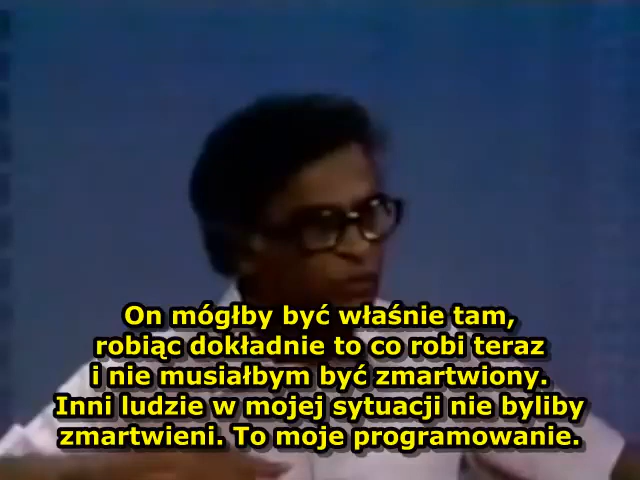 On mógłby być właśnie tam,
robiąc dokładnie to co robi teraz
i nie musiałbym być zmartwiony.
Inni ludzie w mojej sytuacji nie byliby
zmartwieni. To moje programowanie.